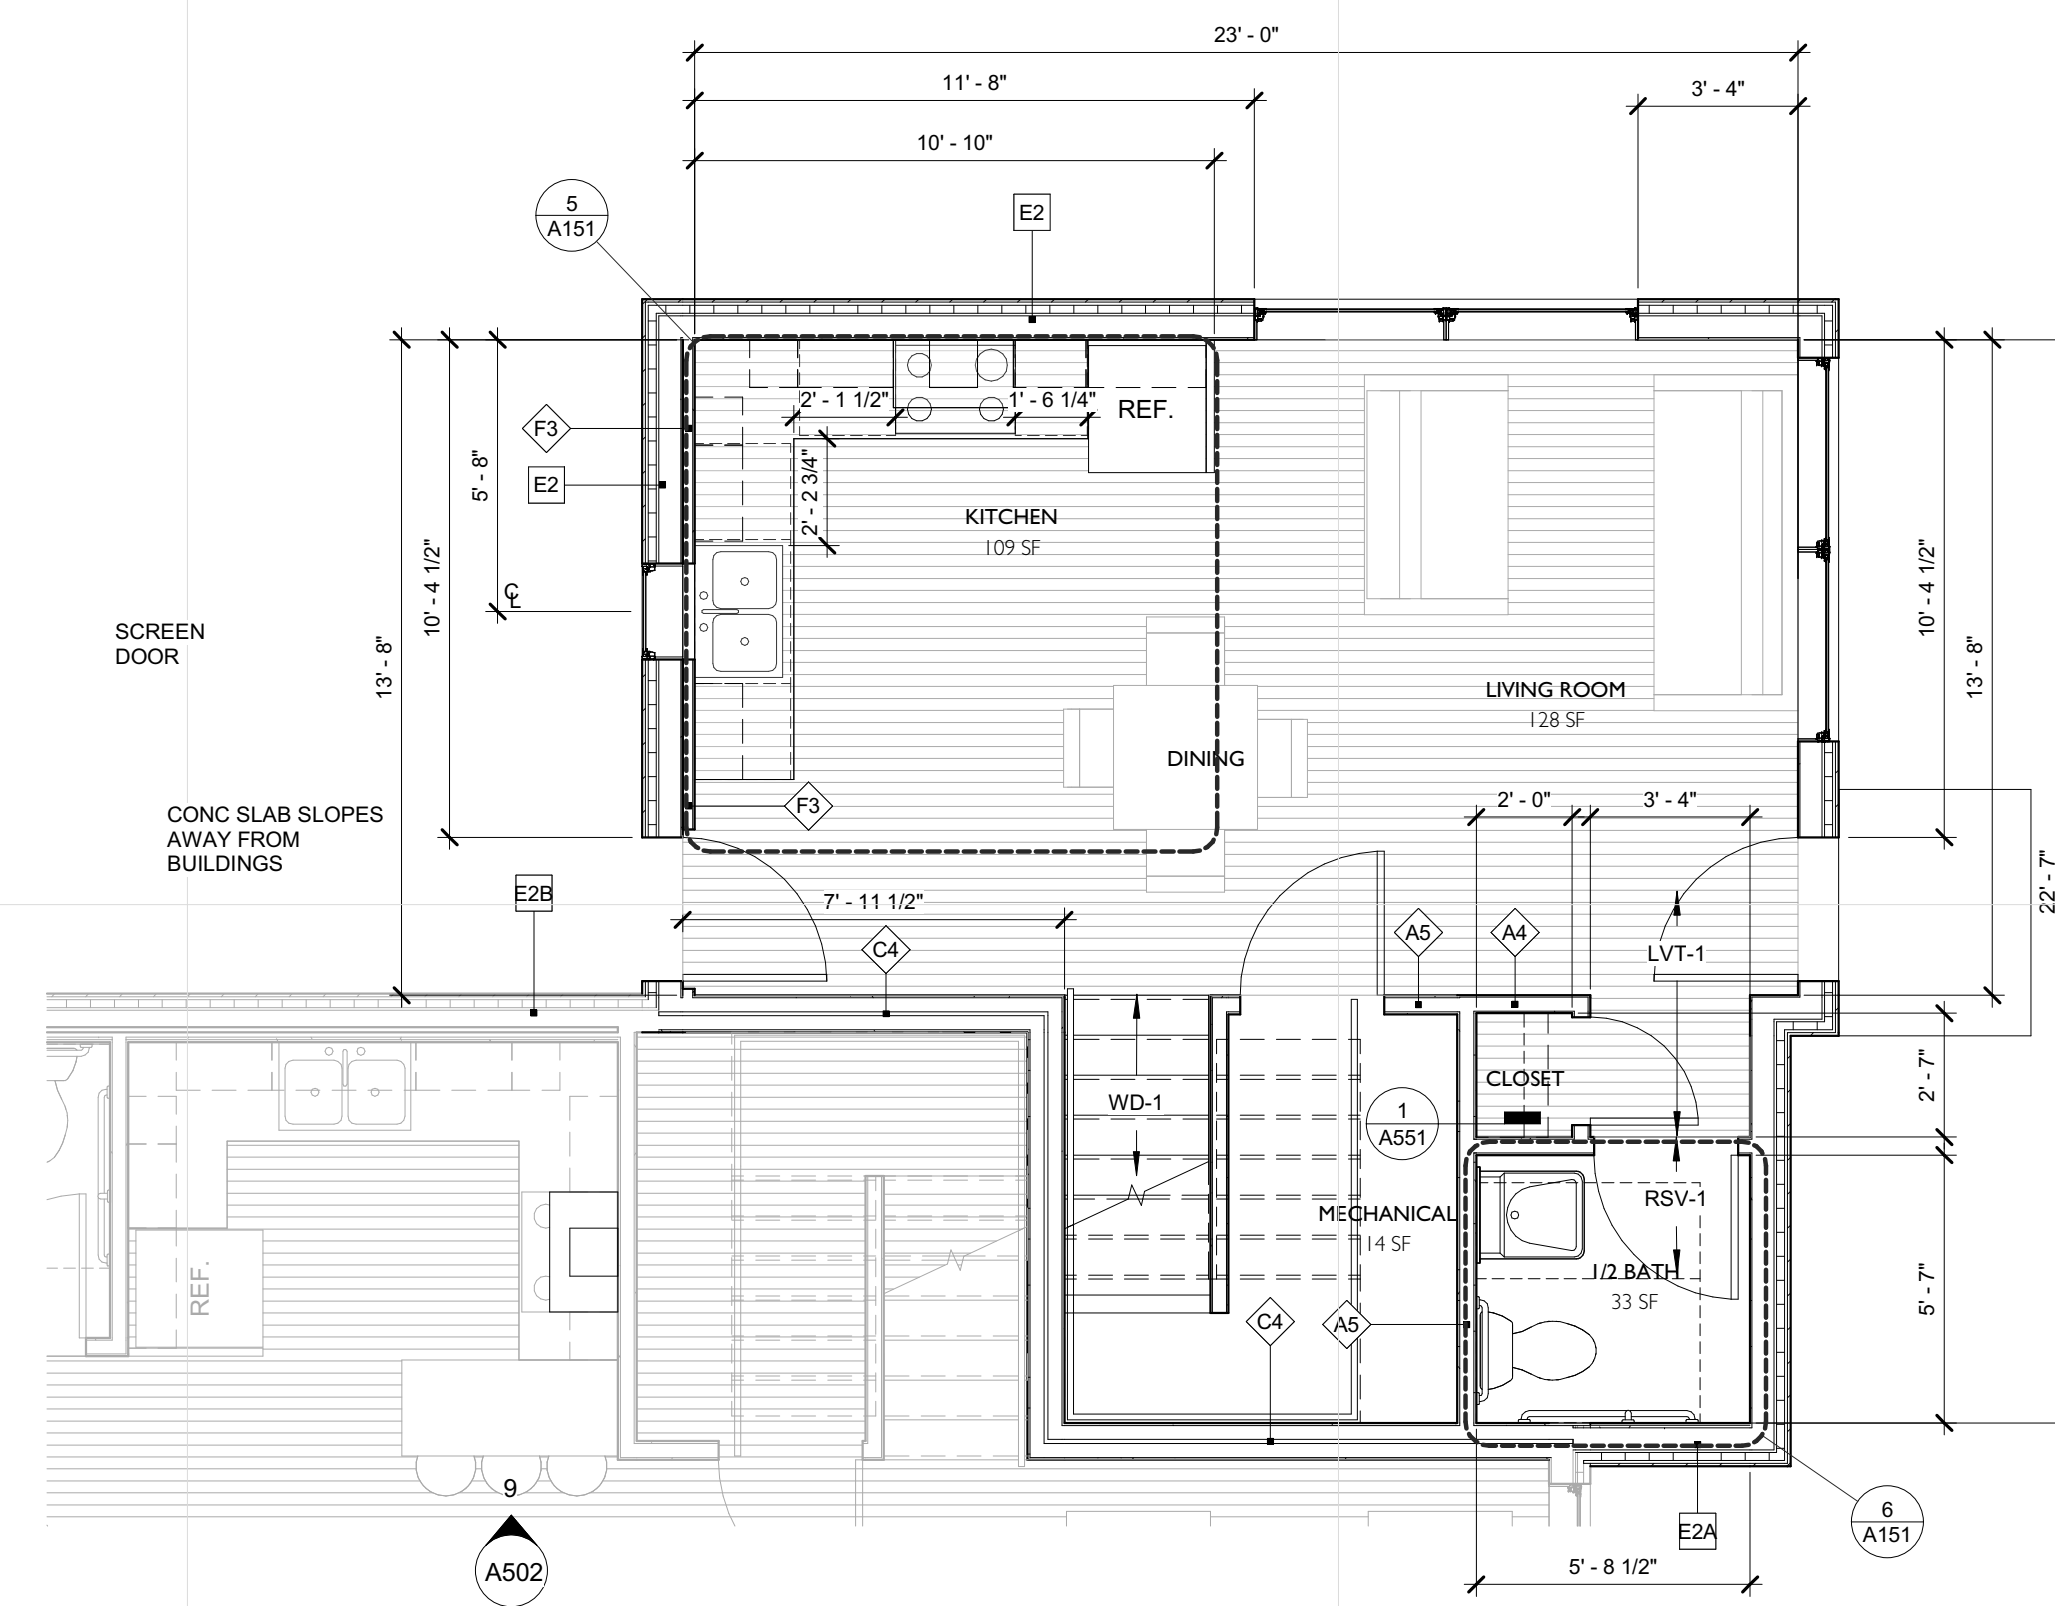 23' - 0"
11' - 8"
3' - 4"
10' - 10"
5
A151
E2
2' - 1 1/2"
1' - 6 1/4"
REF.
F3
E2
5' - 8"
2' - 2 3/4"
KITCHEN
109 SF
10' - 4 1/2"
10' - 4 1/2"
℄
SCREEN
DOOR
13' - 8"
13' - 8"
LIVING ROOM
128 SF
DINING
CONC SLAB SLOPES
AWAY FROM
BUILDINGS
F3
2' - 0"
3' - 4"
22' - 7"
E2B
7' - 11 1/2"
C4
A5
A4
LVT-1
CLOSET
2' - 7"
WD-1
1
A551
MECHANICAL
14 SF
RSV-1
1/2 BATH
33 SF
5' - 7"
REF.
C4
A5
9
A502
6
A151
E2A
5' - 8 1/2"